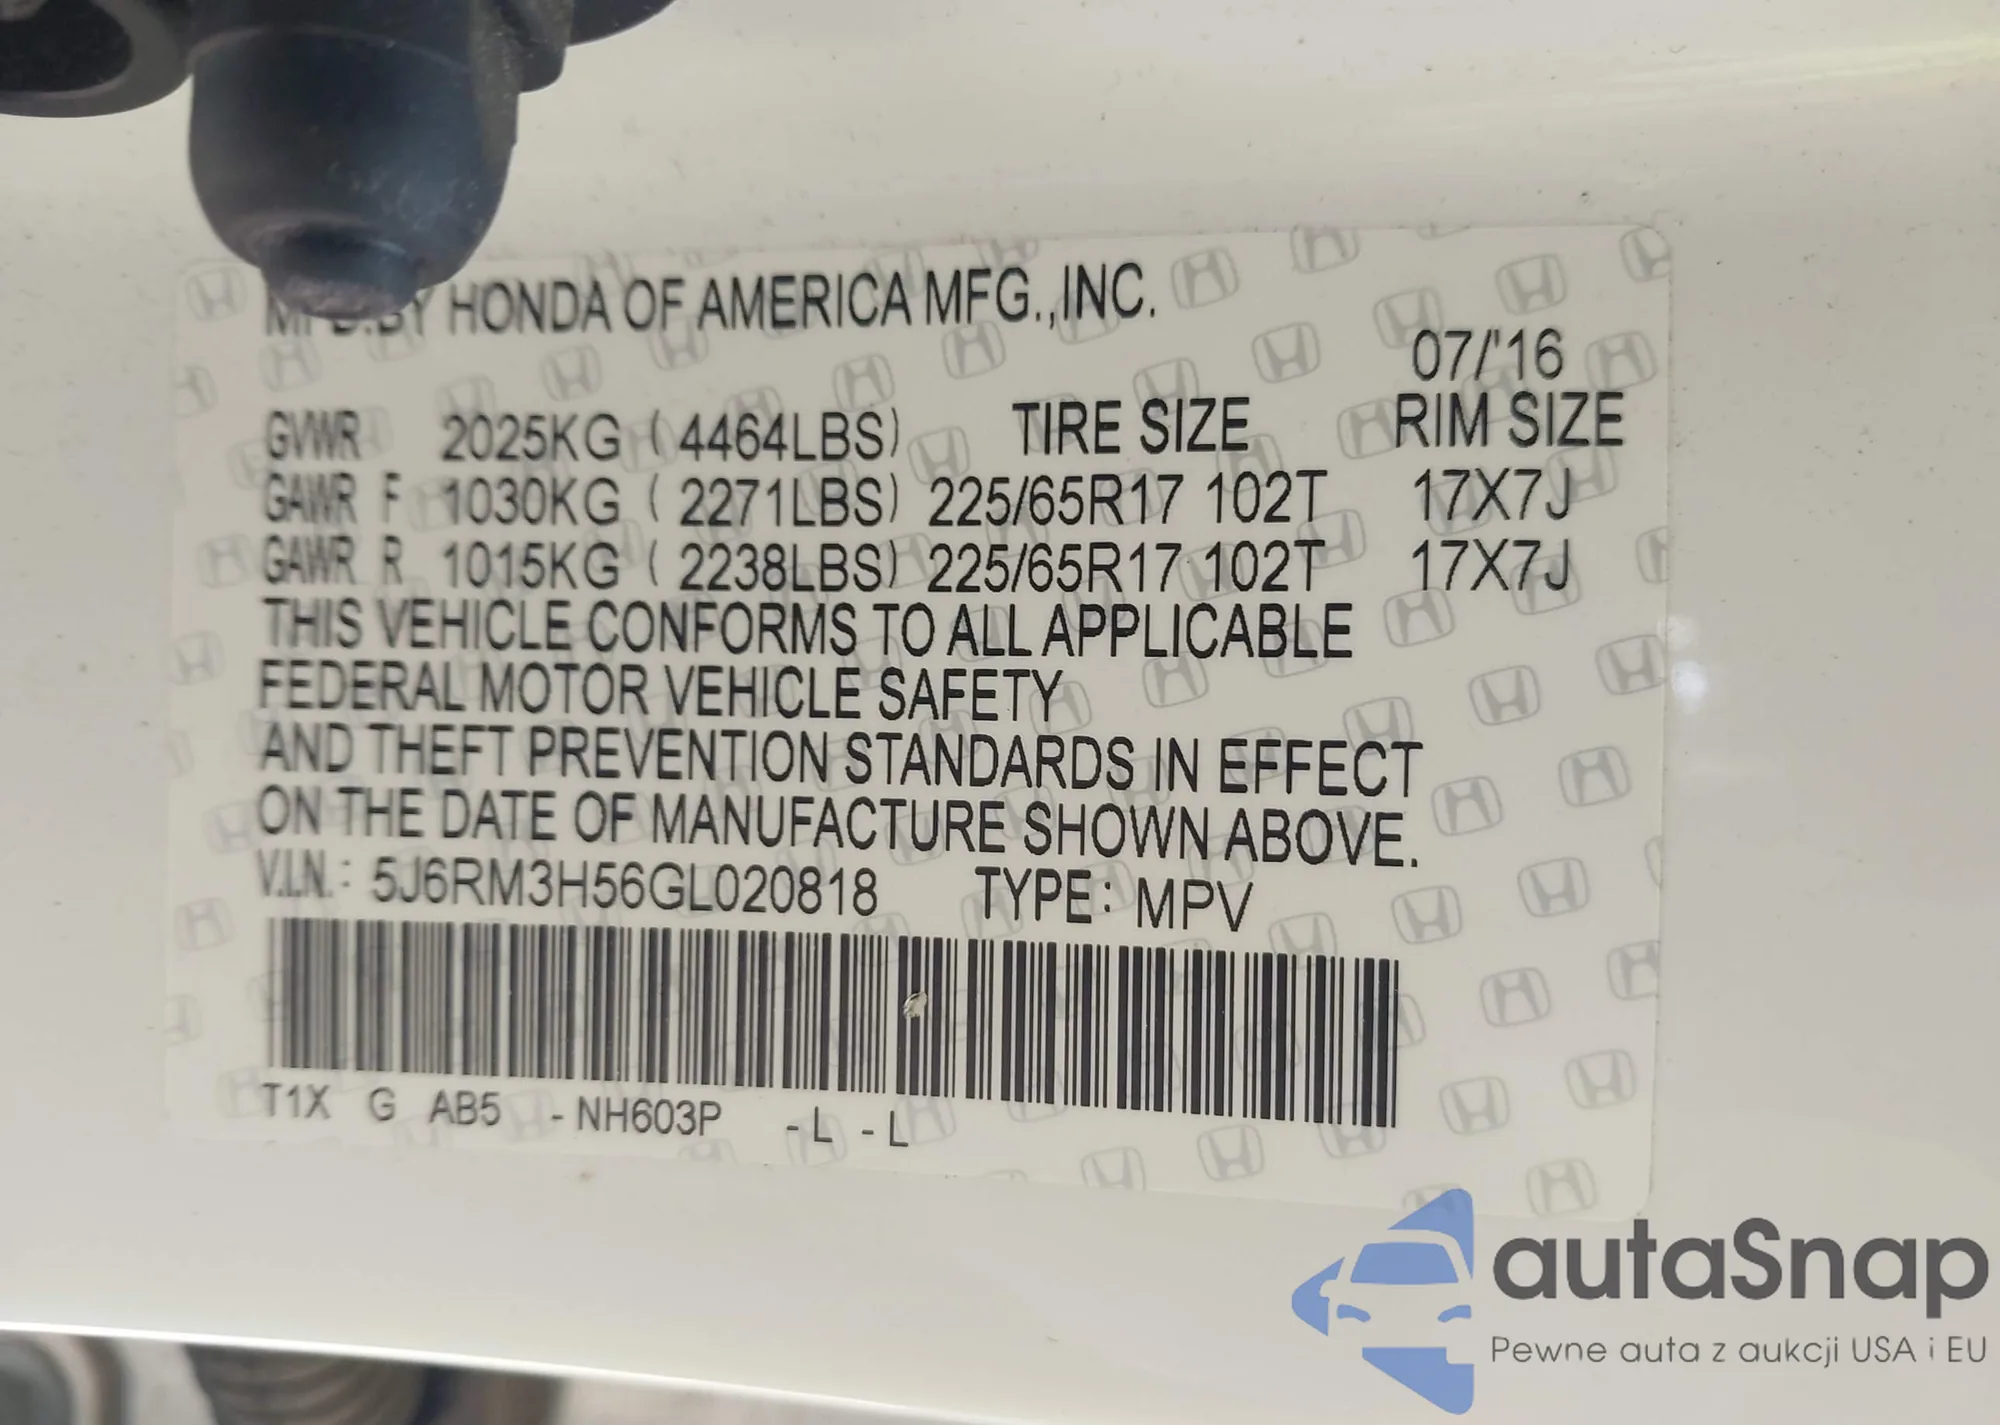 MFD.BY HONDA OF AMERICA MFG.,INC.
07/'16
GVWR 2025KG ( 4464LBS) TIRE SIZE RIM SIZE
GAWR F 1030KG ( 2271LBS) 225/65R17 102T 17X7J
GAWR R 1015KG ( 2238LBS) 225/65R17 102T 17X7J
THIS VEHICLE CONFORMS TO ALL APPLICABLE
FEDERAL MOTOR VEHICLE SAFETY
AND THEFT PREVENTION STANDARDS IN EFFECT
ON THE DATE OF MANUFACTURE SHOWN ABOVE.
V.I.N.: 5J6RM3H56GL020818 TYPE: MPV
T1X G AB5 - NH603P - L - L
autaSnap
Pewne auta z aukcji USA i EU